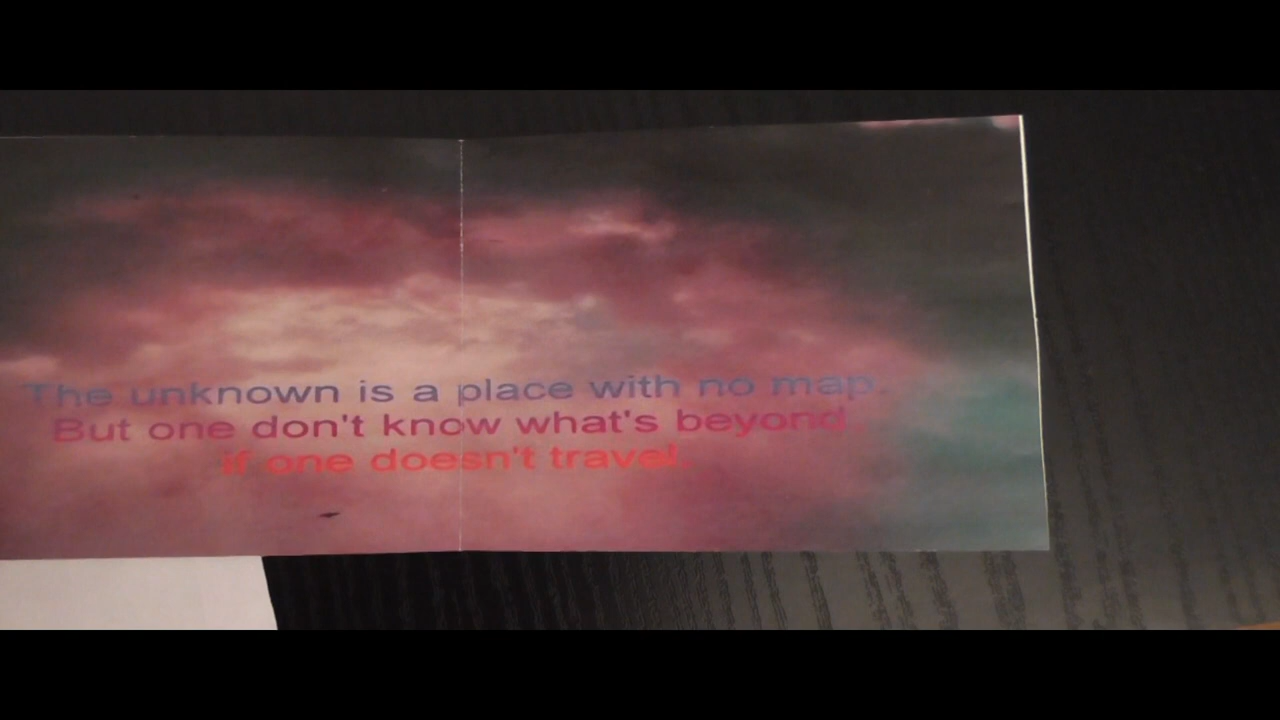 The unknown is a place with no map.
But one don't know what's beyond.
if one doesn't travel.